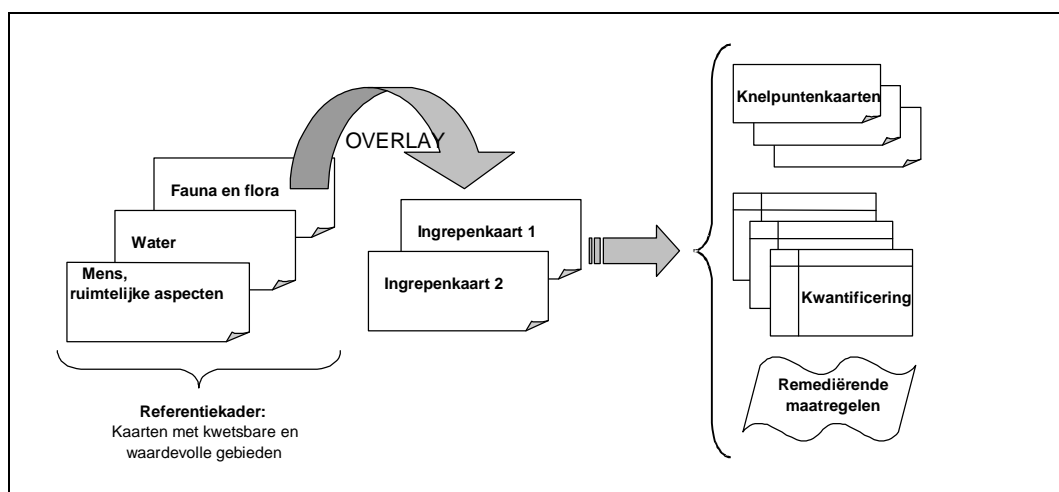 OVERLAY
Fauna en flora
Water
Mens,
ruimtelijke aspecten
Referentiekader:
Kaarten met kwetsbare en
waardevolle gebieden
Ingrepenkaart 1
Ingrepenkaart 2
Knelpuntenkaarten
Kwantificering
Remediërende
maatregelen